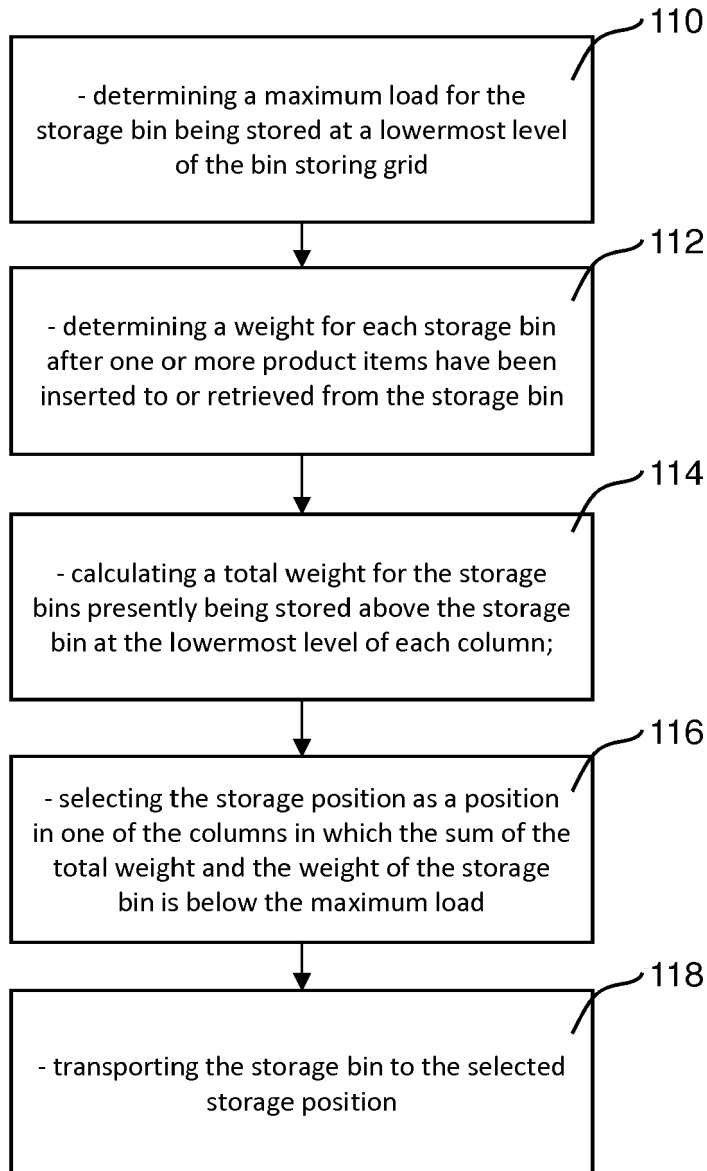 110
- determining a maximum load for the
storage bin being stored at a lowermost level
of the bin storing grid
112
- determining a weight for each storage bin
after one or more product items have been
inserted to or retrieved from the storage bin
114
- calculating a total weight for the storage
bins presently being stored above the storage
bin at the lowermost level of each column;
116
- selecting the storage position as a position
in one of the columns in which the sum of the
total weight and the weight of the storage
bin is below the maximum load
118
- transporting the storage bin to the selected
storage position